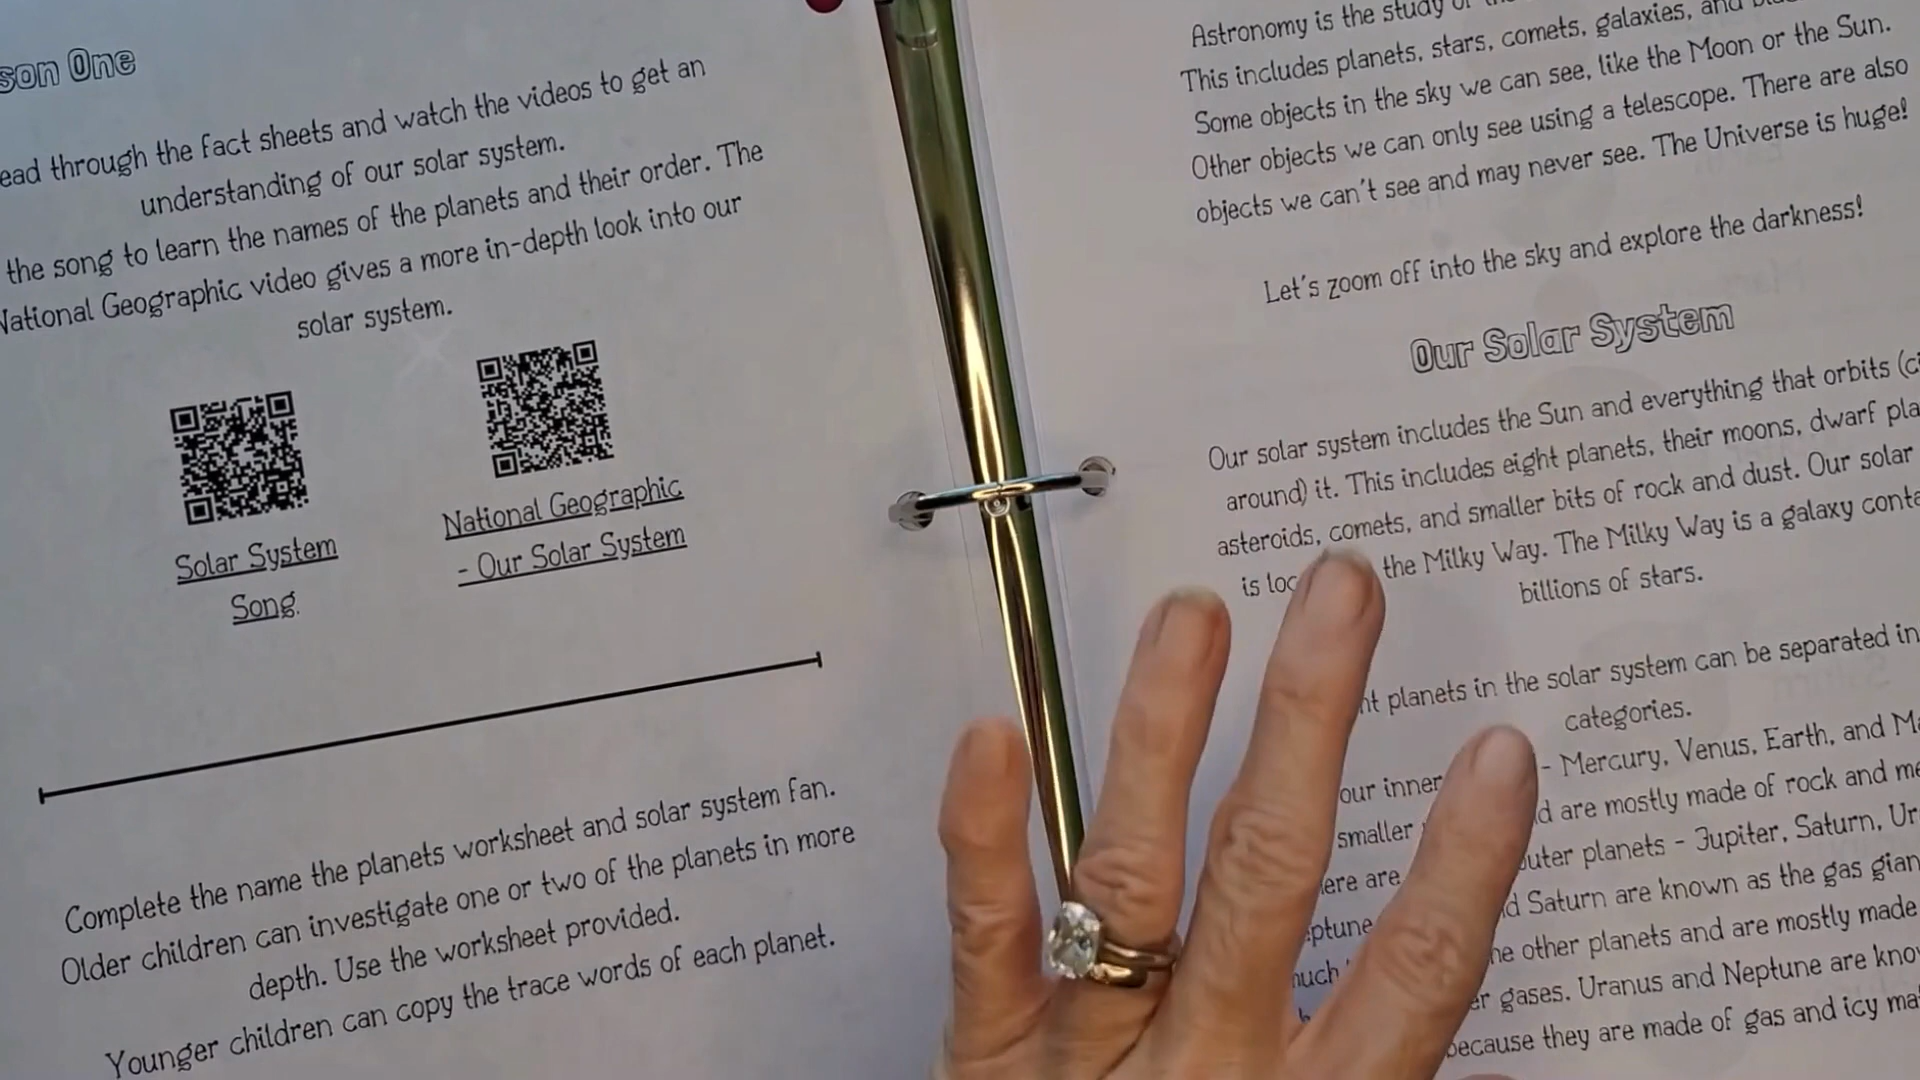 son One
ead through the fact sheets and watch the videos to get an
understanding of our solar system.
the song to learn the names of the planets and their order. The
National Geographic video gives a more in-depth look into our
solar system.
Solar System
Song
National Geographic
- Our Solar System
Complete the name the planets worksheet and solar system fan.
Older children can investigate one or two of the planets in more
depth. Use the worksheet provided.
Younger children can copy the trace words of each planet.
Astronomy is the study of
This includes planets, stars, comets, galaxies, and
Some objects in the sky we can see, like the Moon or the Sun.
Other objects we can only see using a telescope. There are also
objects we can't see and may never see. The Universe is huge!
Let's zoom off into the sky and explore the darkness!
Our Solar System
Our solar system includes the Sun and everything that orbits (c
around) it. This includes eight planets, their moons, dwarf pla
asteroids, comets, and smaller bits of rock and dust. Our solar
is loc the Milky Way. The Milky Way is a galaxy conta
billions of stars.
ht planets in the solar system can be separated in
categories.
our inner - Mercury, Venus, Earth, and Ma
smaller d are mostly made of rock and me
ere are outer planets - Jupiter, Saturn, Ur
eptune d Saturn are known as the gas gian
much he other planets and are mostly made
er gases. Uranus and Neptune are know
because they are made of gas and icy ma